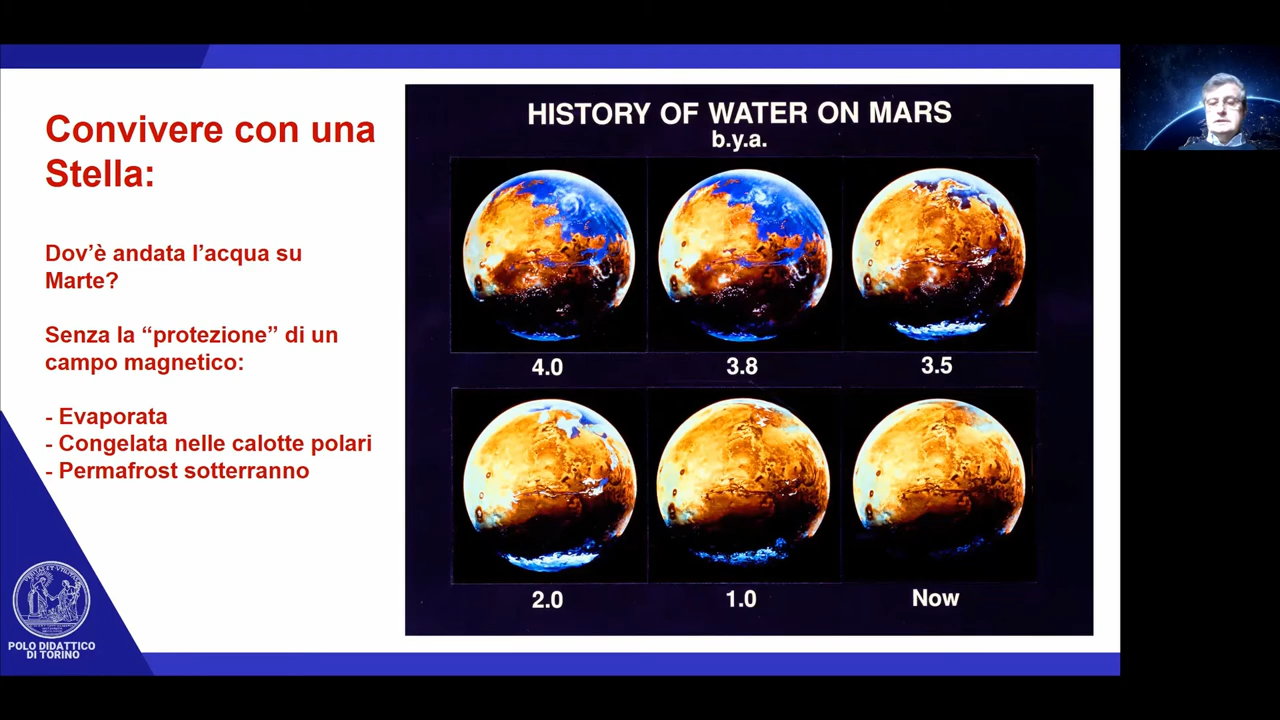 Convivere con una
Stella:
Dov’è andata l’acqua su
Marte?
Senza la “protezione” di un
campo magnetico:
- Evaporata
- Congelata nelle calotte polari
- Permafrost sotterranno
POLO DIDATTICO
DI TORINO
HISTORY OF WATER ON MARS
b.y.a.
4.0
3.8
3.5
2.0
1.0
Now